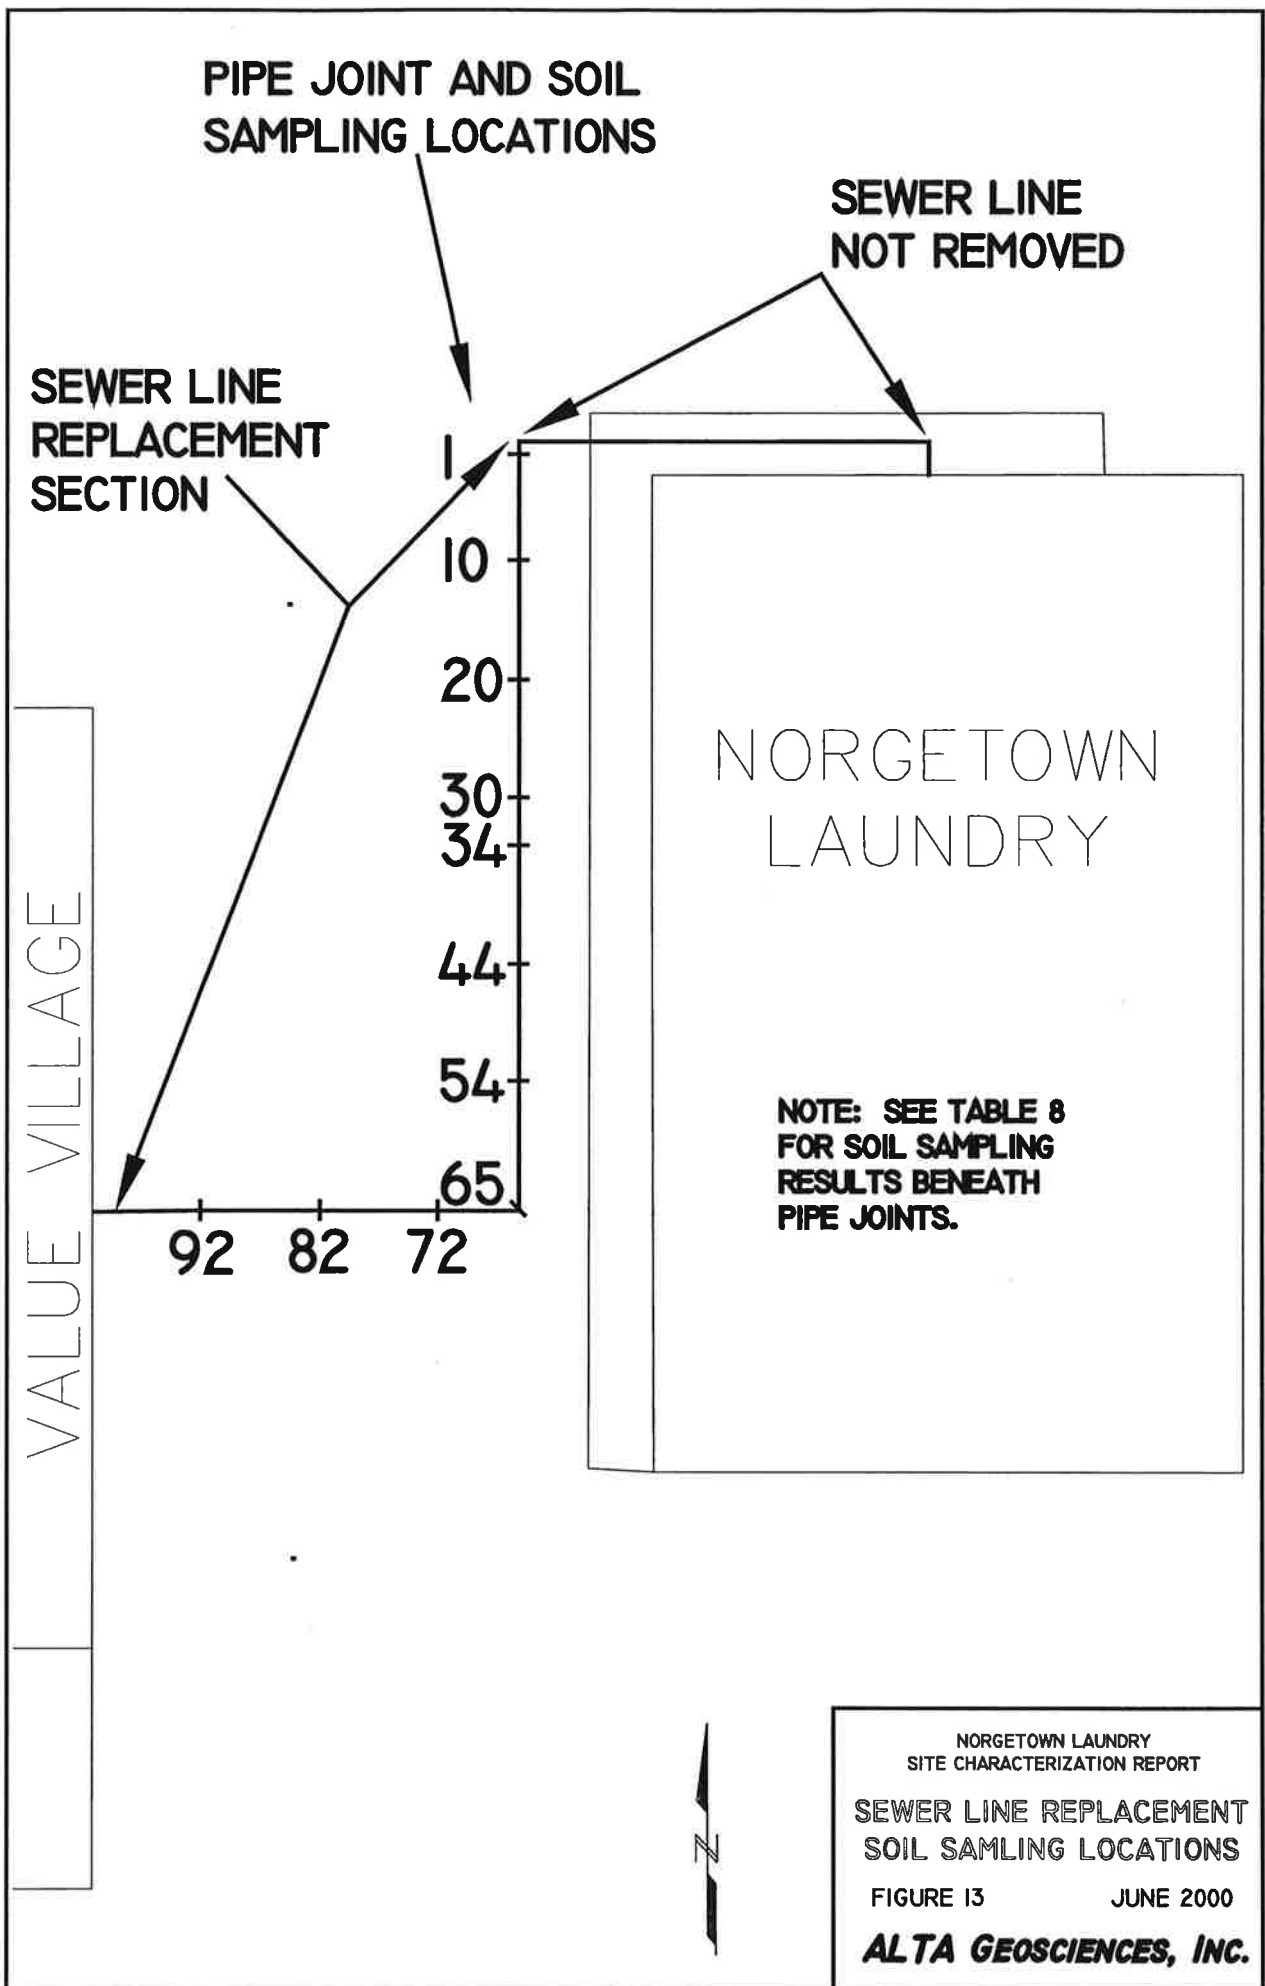 PIPE JOINT AND SOIL
SAMPLING LOCATIONS
SEWER LINE
NOT REMOVED
SEWER LINE
REPLACEMENT
SECTION
1
10
20
30
34
44
54
65
92
82
72
NORGETOWN
LAUNDRY
NOTE: SEE TABLE 8
FOR SOIL SAMPLING
RESULTS BENEATH
PIPE JOINTS.
VALUE VILLAGE
N
NORGETOWN LAUNDRY
SITE CHARACTERIZATION REPORT
SEWER LINE REPLACEMENT
SOIL SAMLING LOCATIONS
FIGURE 13 JUNE 2000
ALTA GEOSCIENCES, INC.